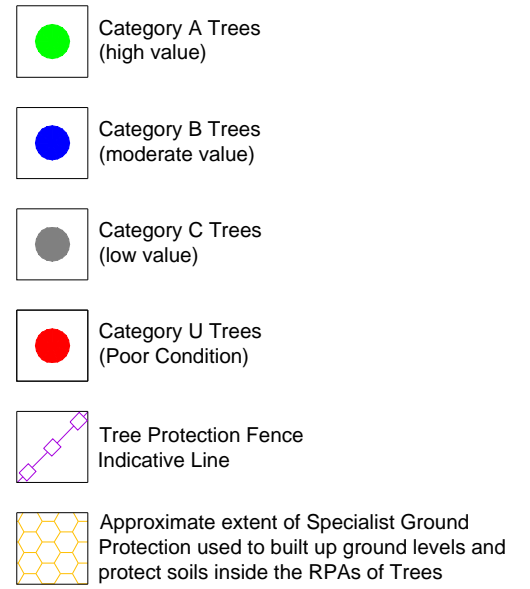 Category A Trees
(high value)
Category B Trees
(moderate value)
Category C Trees
(low value)
Category U Trees
(Poor Condition)
Tree Protection Fence
Indicative Line
Approximate extent of Specialist Ground
Protection used to built up ground levels and
protect soils inside the RPAs of Trees